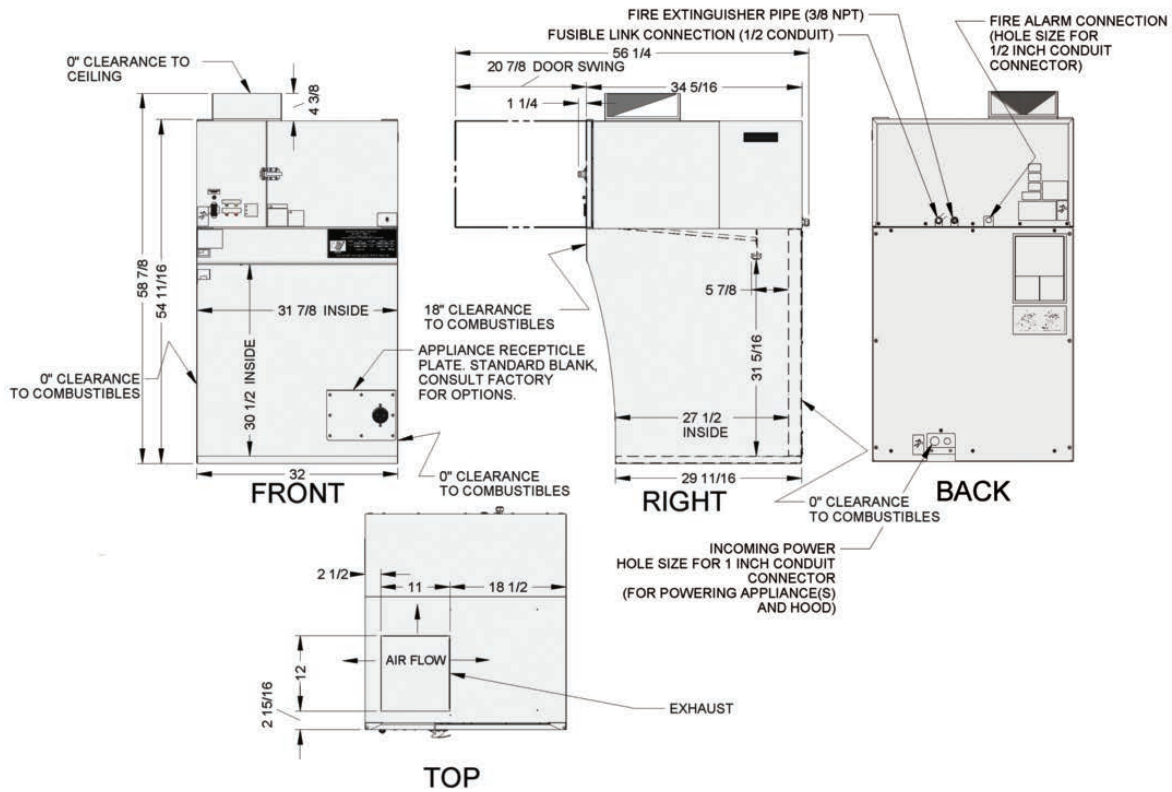 FIRE EXTINGUISHER PIPE (3/8 NPT)
FUSIBLE LINK CONNECTION (1/2 CONDUIT)
FIRE ALARM CONNECTION
(HOLE SIZE FOR
1/2 INCH CONDUIT
CONNECTOR)
0" CLEARANCE TO
CEILING
56 1/4
20 7/8 DOOR SWING
34 5/16
1 1/4
4 3/8
58 7/8
54 11/16
31 7/8 INSIDE
30 1/2 INSIDE
0" CLEARANCE
TO COMBUSTIBLES
32
FRONT
18" CLEARANCE
TO COMBUSTIBLES
APPLIANCE RECEPTICLE
PLATE. STANDARD BLANK,
CONSULT FACTORY
FOR OPTIONS.
0" CLEARANCE
TO COMBUSTIBLES
5 7/8
31 5/16
27 1/2
INSIDE
29 11/16
RIGHT
0" CLEARANCE
TO COMBUSTIBLES
BACK
INCOMING POWER
HOLE SIZE FOR 1 INCH CONDUIT
CONNECTOR
(FOR POWERING APPLIANCE(S)
AND HOOD)
2 1/2
11
18 1/2
AIR FLOW
12
2 15/16
EXHAUST
TOP